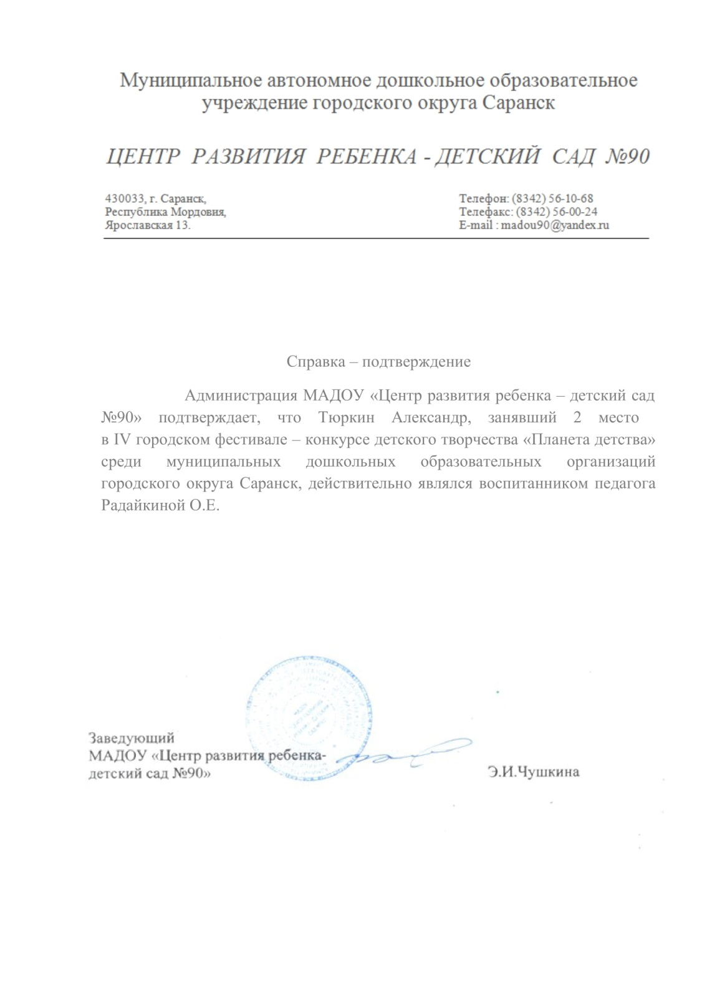 Муниципальное автономное дошкольное образовательное
учреждение городского округа Саранск
ЦЕНТР РАЗВИТИЯ РЕБЕНКА - ДЕТСКИЙ САД №90
430033, г. Саранск,
Республика Мордовия,
Ярославская 13.
Телефон: (8342) 56-10-68
Телефакс: (8342) 56-00-24
E-mail : madou90@yandex.ru
Справка – подтверждение
Администрация МАДОУ «Центр развития ребенка – детский сад
№90» подтверждает, что Тюркин Александр, занявший 2 место
в IV городском фестивале – конкурсе детского творчества «Планета детства»
среди муниципальных дошкольных образовательных организаций
городского округа Саранск, действительно являлся воспитанником педагога
Радайкиной О.Е.
Заведующий
МАДОУ «Центр развития ребенка-
детский сад №90»
Э.И.Чушкина